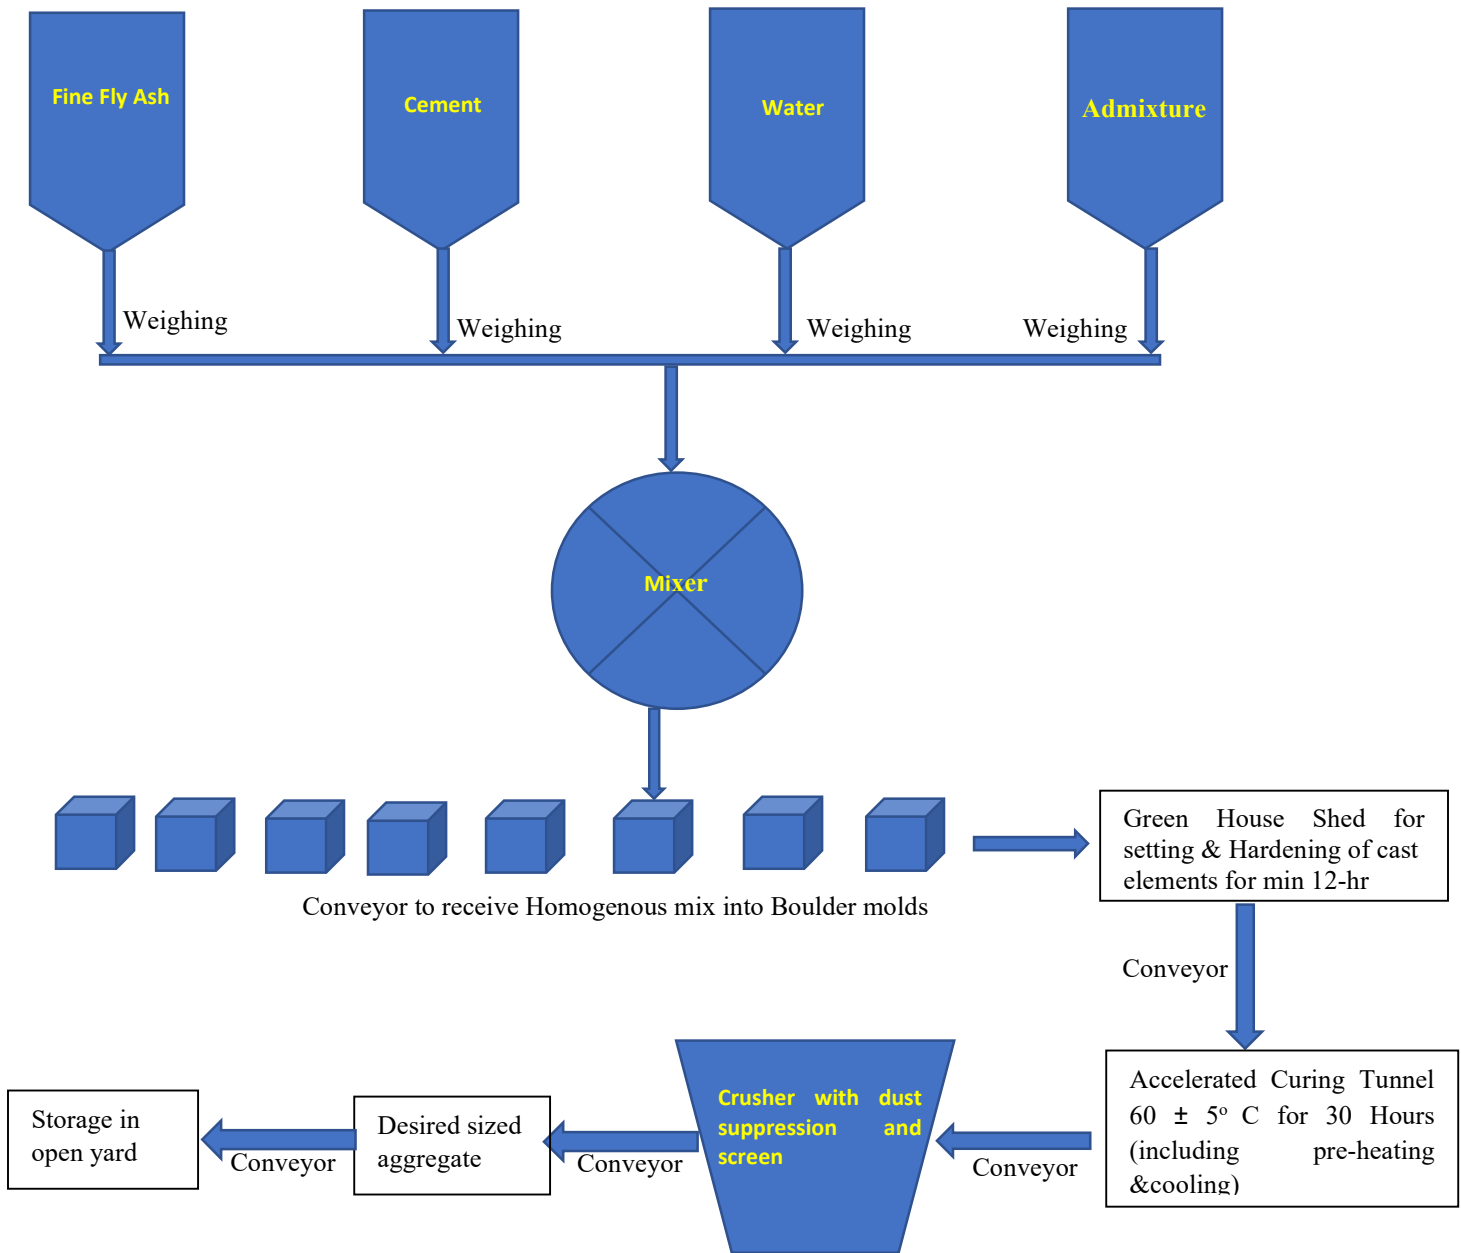 Fine Fly Ash
Cement
Water
Admixture
Weighing
Weighing
Weighing
Weighing
Mixer
Conveyor to receive Homogenous mix into Boulder molds
Green House Shed for
setting & Hardening of cast
elements for min 12-hr
Conveyor
Accelerated Curing Tunnel
60 ± 5º C for 30 Hours
(including pre-heating
&cooling)
Conveyor
Crusher with dust
suppression and
screen
Conveyor
Desired sized
aggregate
Conveyor
Storage in
open yard